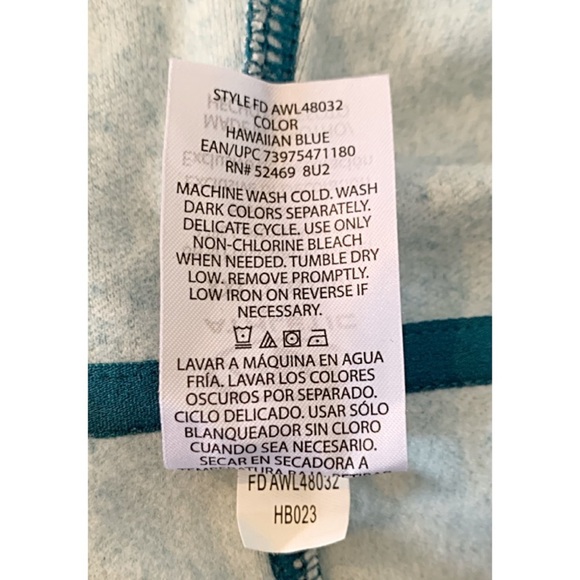 STYLE FD AWL48032
COLOR
HAWAIIAN BLUE
EAN/UPC 73975471180
RN# 52469 8U2
MACHINE WASH COLD. WASH
DARK COLORS SEPARATELY.
DELICATE CYCLE. USE ONLY
NON-CHLORINE BLEACH
WHEN NEEDED. TUMBLE DRY
LOW. REMOVE PROMPTLY.
LOW IRON ON REVERSE IF
NECESSARY.
LAVAR A MÁQUINA EN AGUA
FRÍA. LAVAR LOS COLORES
OSCUROS POR SEPARADO.
CICLO DELICADO. USAR SÓLO
BLANQUEADOR SIN CLORO
CUANDO SEA NECESARIO.
SECAR EN SECADORA A
FD AWL48032
HB023